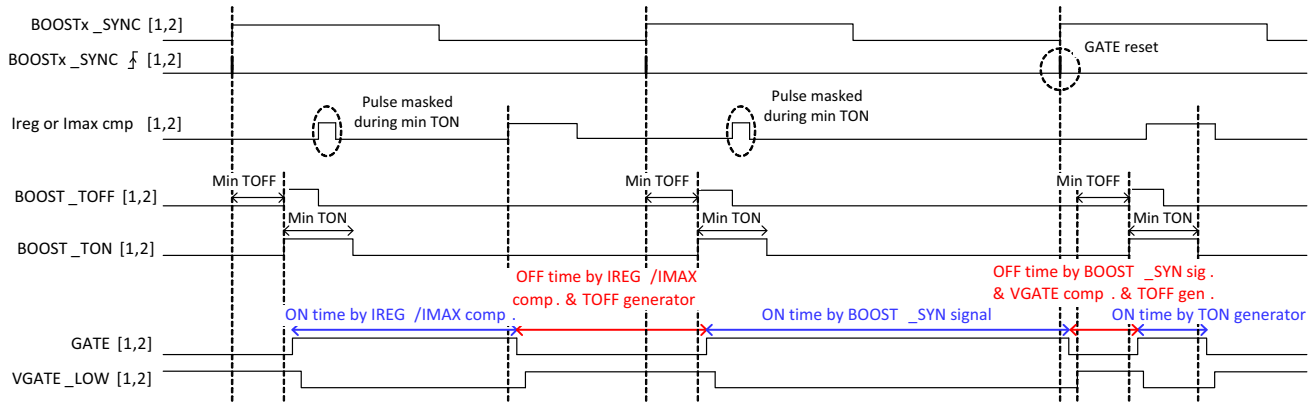 BOOSTx _SYNC [1,2]
BOOSTx _SYNC [1,2]
GATE reset
Pulse masked
during min TON
Pulse masked
during min TON
Ireg or Imax cmp [1,2]
Min TOFF
Min TOFF
Min TOFF
BOOST _TOFF [1,2]
Min TON
Min TON
Min TON
BOOST _TON [1,2]
OFF time by IREG /IMAX
comp . & TOFF generator
OFF time by BOOST _SYN sig .
& VGATE comp . & TOFF gen .
ON time by IREG /IMAX comp .
ON time by BOOST _SYN signal
ON time by TON generator
GATE [1,2]
VGATE _LOW [1,2]